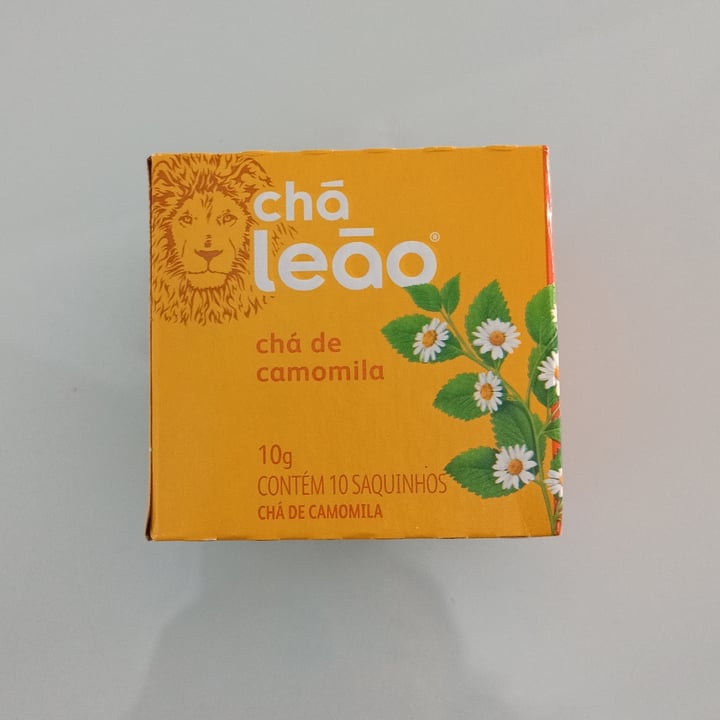 chá
leão®
chá de
camomila
10g
CONTÉM 10 SAQUINHOS
CHÁ DE CAMOMILA